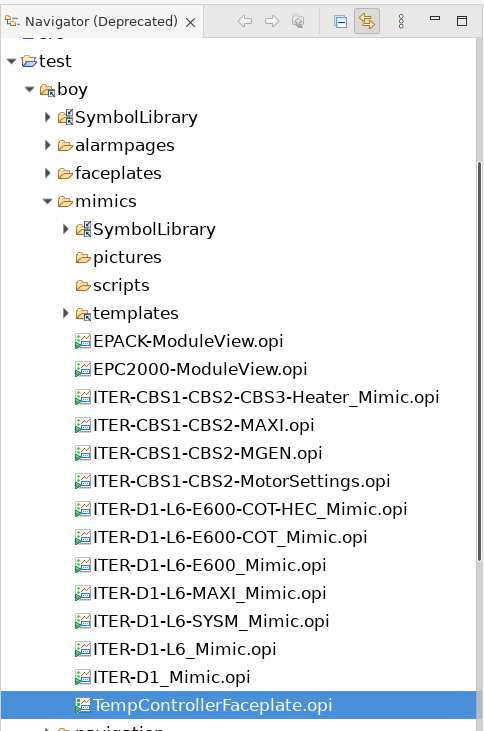 Navigator (Deprecated)
src
test
boy
SymbolLibrary
alarmpages
faceplates
mimics
SymbolLibrary
pictures
scripts
templates
EPACK-ModuleView.opi
EPC2000-ModuleView.opi
ITER-CBS1-CBS2-CBS3-Heater_Mimic.opi
ITER-CBS1-CBS2-MAXI.opi
ITER-CBS1-CBS2-MGEN.opi
ITER-CBS1-CBS2-MotorSettings.opi
ITER-D1-L6-E600-COT-HEC_Mimic.opi
ITER-D1-L6-E600-COT_Mimic.opi
ITER-D1-L6-E600_Mimic.opi
ITER-D1-L6-MAXI_Mimic.opi
ITER-D1-L6-SYSM_Mimic.opi
ITER-D1-L6_Mimic.opi
ITER-D1_Mimic.opi
TempControllerFaceplate.opi
navigation